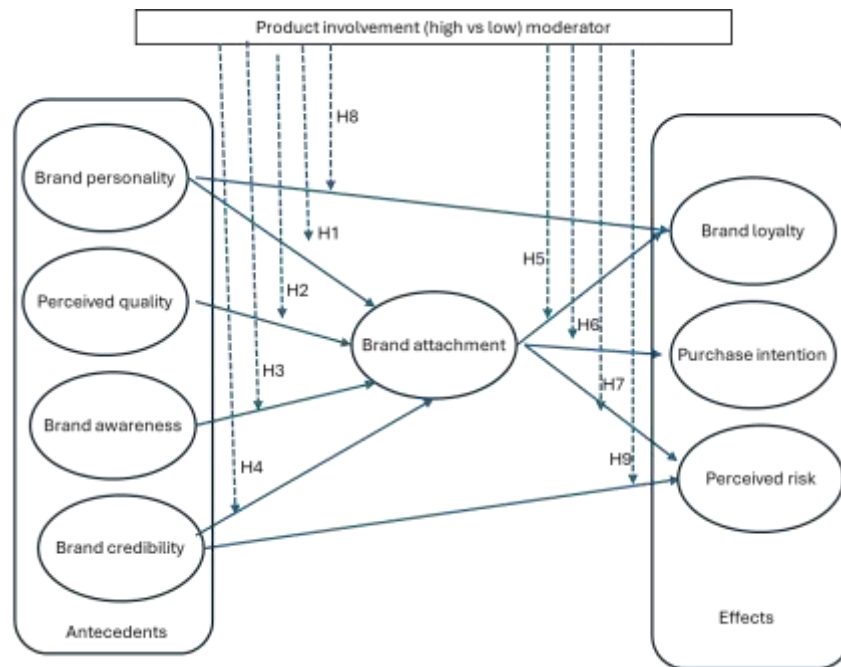 Product involvement (high vs low) moderator
H8
Brand personality
H1
Brand loyalty
H5
Perceived quality
H2
H6
Brand attachment
Purchase intention
H3
H7
Brand awareness
H4
H9
Perceived risk
Brand credibility
Effects
Antecedents